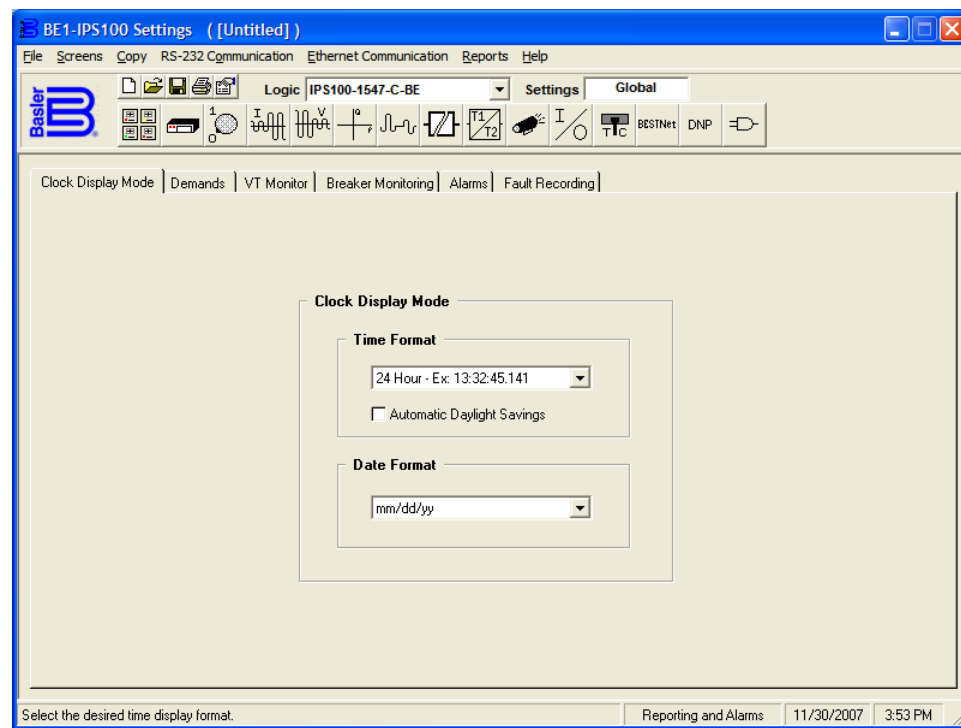 BE1-IPS100 Settings   ( [Untitled] )
File Screens Copy RS-232 Communication Ethernet Communication Reports Help
Basler
Logic IPS100-1547-C-BE Settings Global
BESTNet DNP
Clock Display Mode Demands VT Monitor Breaker Monitoring Alarms Fault Recording
Clock Display Mode
Time Format
24 Hour - Ex: 13:32:45.141
Automatic Daylight Savings
Date Format
mm/dd/yy
Select the desired time display format. Reporting and Alarms 11/30/2007 3:53 PM